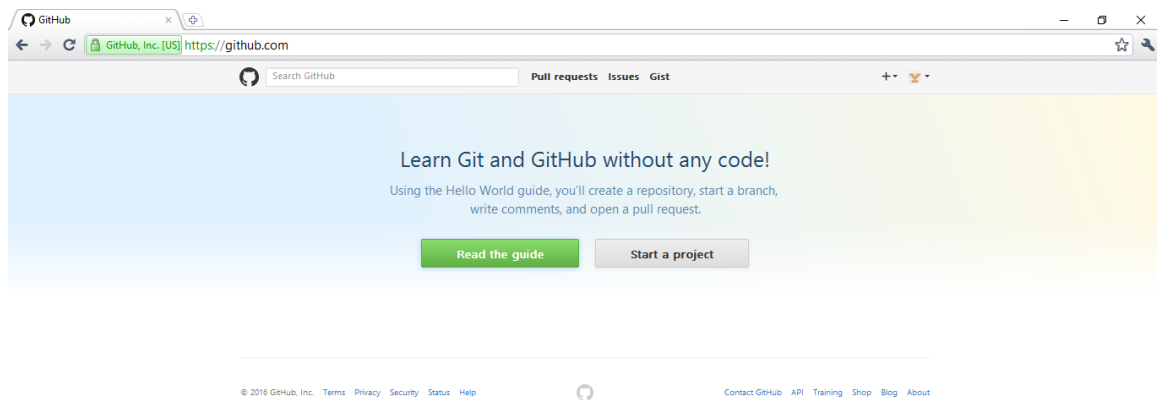 GitHub
GitHub, Inc. [US] https://github.com
Search GitHub Pull requests Issues Gist
Learn Git and GitHub without any code!
Using the Hello World guide, you'll create a repository, start a branch,
write comments, and open a pull request.
Read the guide Start a project
© 2016 GitHub, Inc. Terms Privacy Security Status Help Contact GitHub API Training Shop Blog About